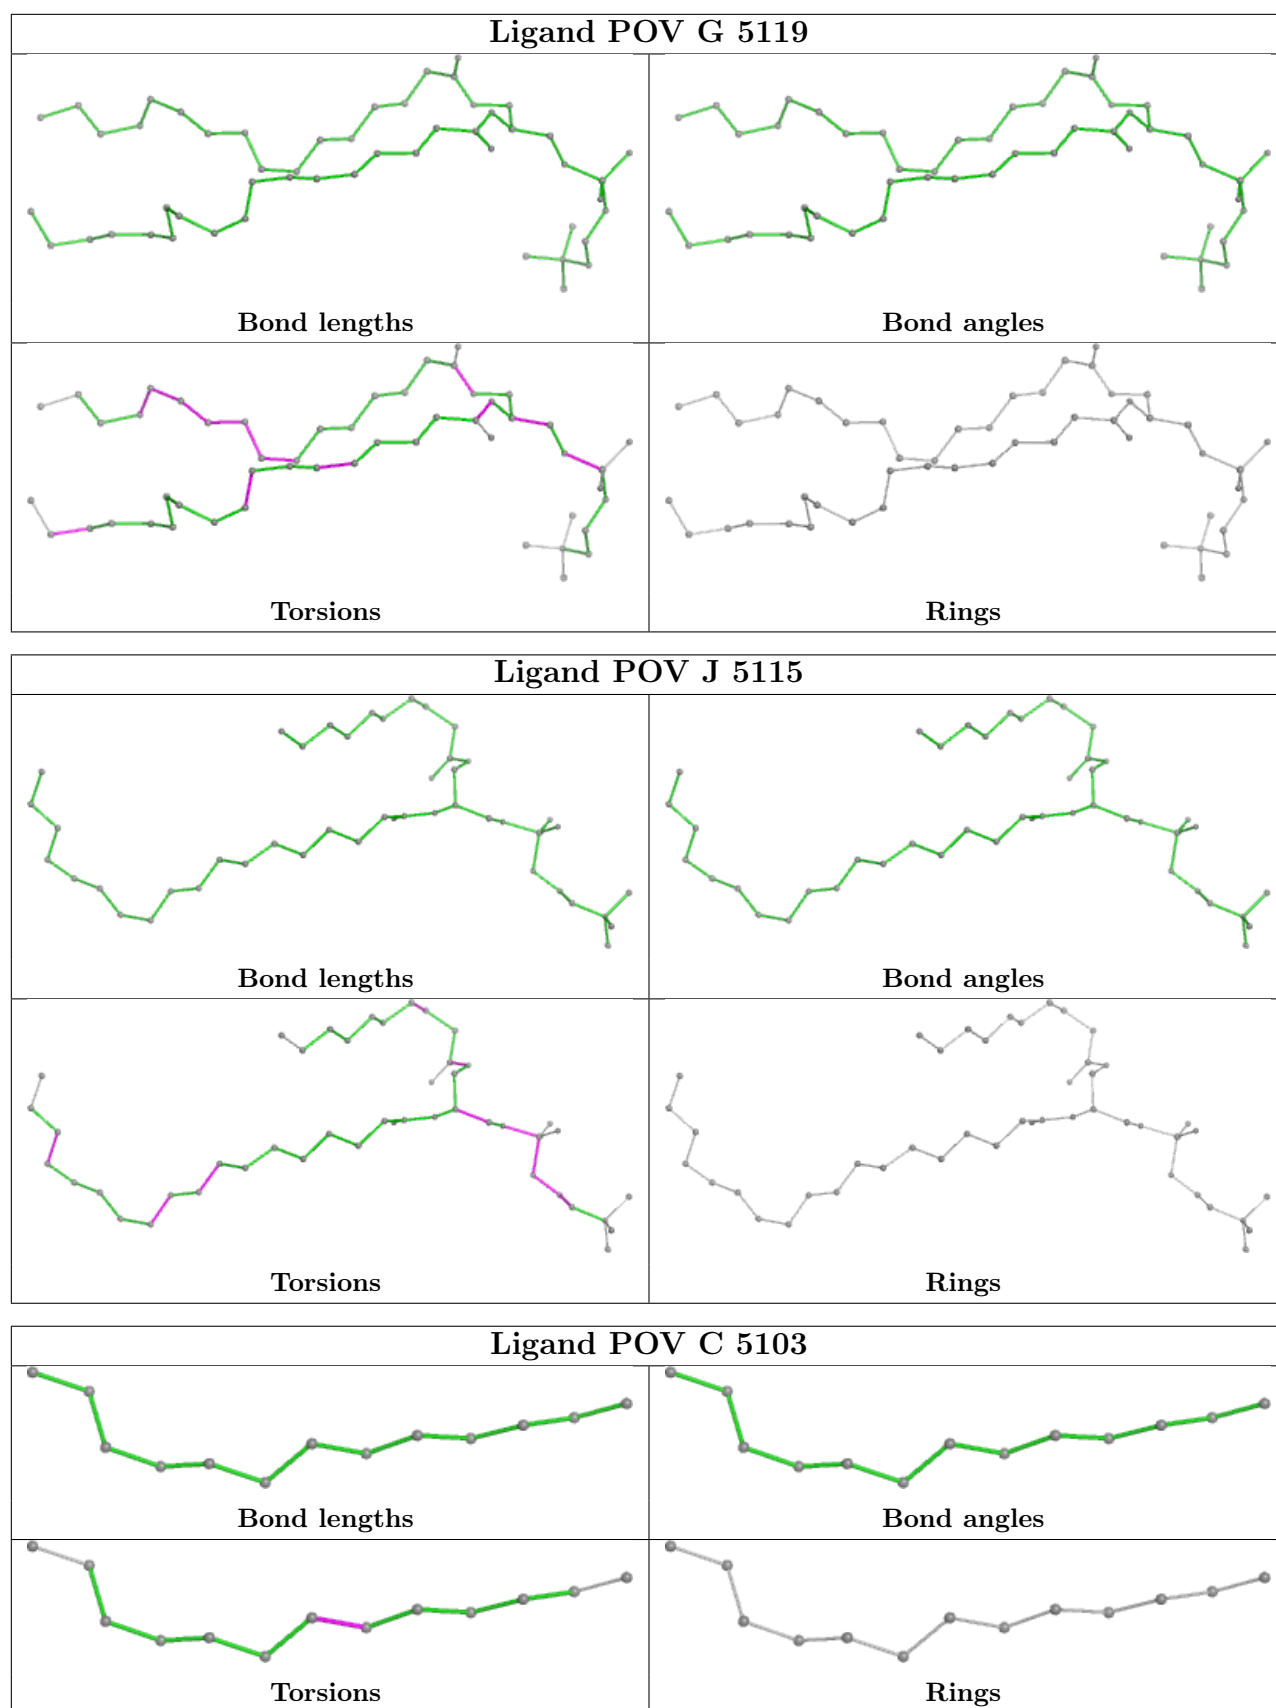 Ligand POV G 5119
Bond lengths
Bond angles
Torsions
Rings
Ligand POV J 5115
Bond lengths
Bond angles
Torsions
Rings
Ligand POV C 5103
Bond lengths
Bond angles
Torsions
Rings